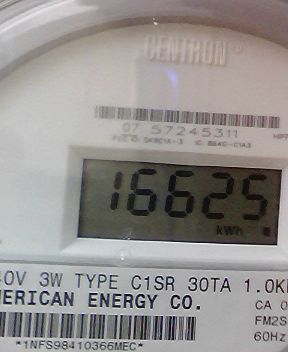 CENTRON®
07 57245311
16625
kWh
40V 3W TYPE C1SR 30TA 1.0K
MERICAN ENERGY CO.
CA 0
FM2S
60Hz
*1NFS98410366MEC*